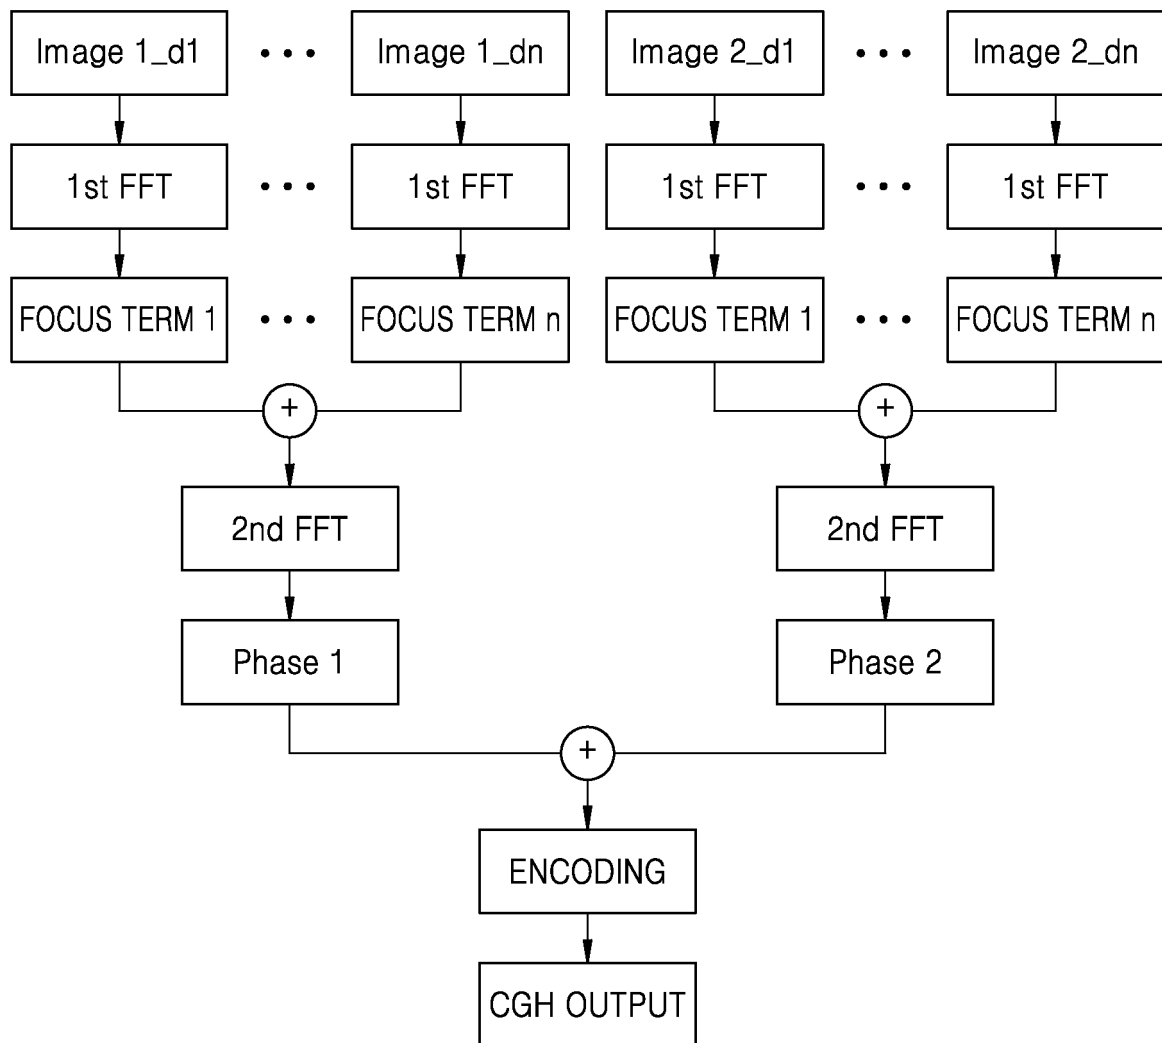 Image 1_d1 • • • Image 1_dn Image 2_d1 • • • Image 2_dn
1st FFT • • • 1st FFT 1st FFT • • • 1st FFT
FOCUS TERM 1 • • • FOCUS TERM n FOCUS TERM 1 • • • FOCUS TERM n
+ +
2nd FFT 2nd FFT
Phase 1 Phase 2
+
ENCODING
CGH OUTPUT